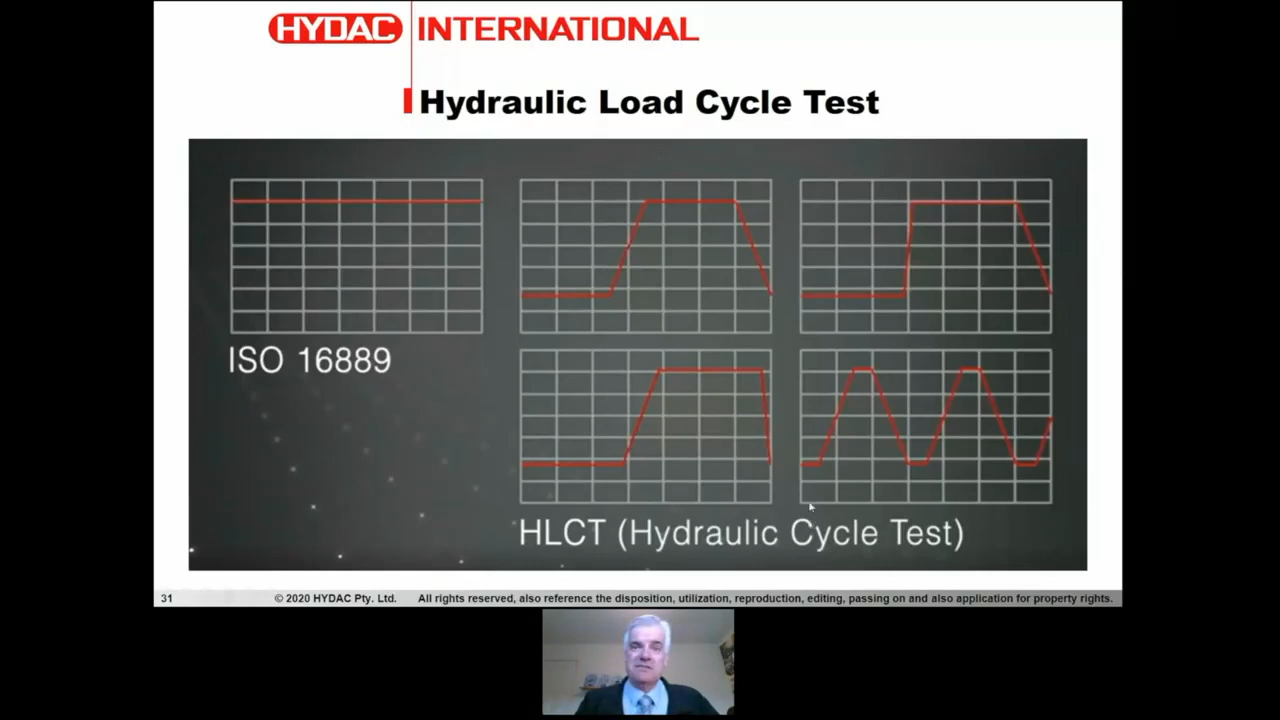 HYDAC INTERNATIONAL
Hydraulic Load Cycle Test
ISO 16889
HLCT (Hydraulic Cycle Test)
31 © 2020 HYDAC Pty. Ltd. All rights reserved, also reference the disposition, utilization, reproduction, editing, passing on and also application for property rights.